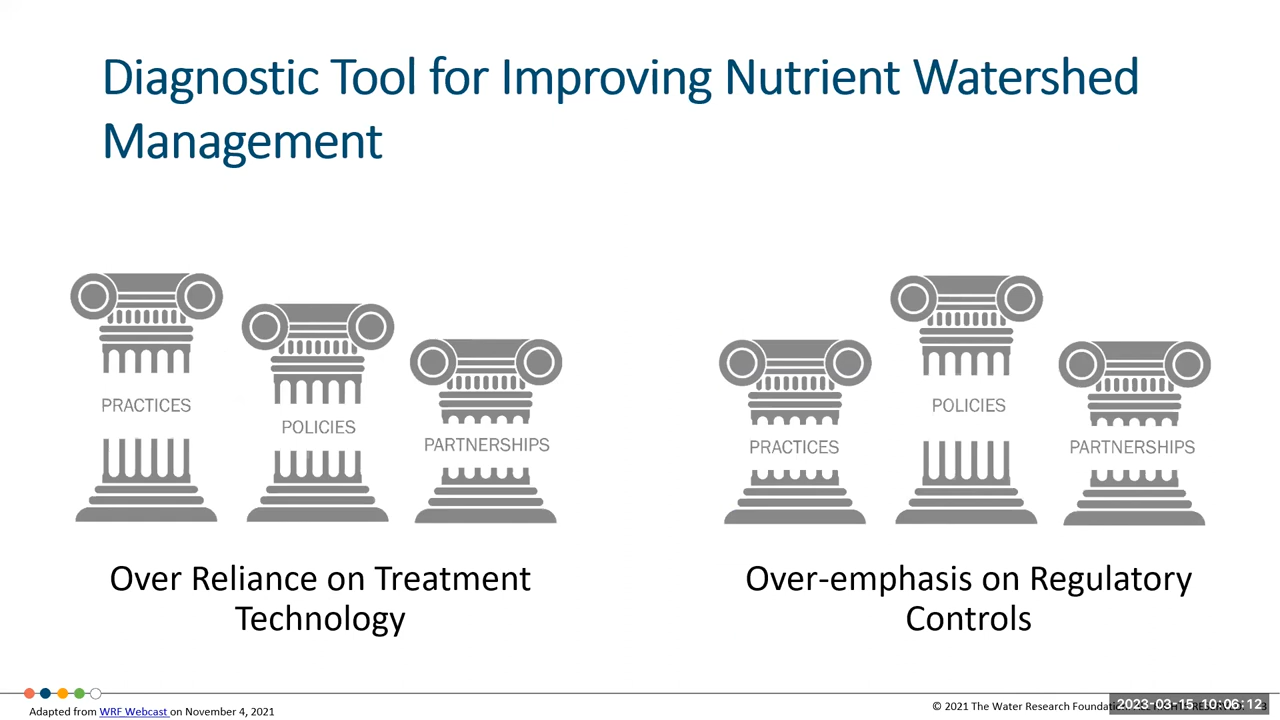 Diagnostic Tool for Improving Nutrient Watershed
Management
PRACTICES
POLICIES
PARTNERSHIPS
PRACTICES
POLICIES
PARTNERSHIPS
Over Reliance on Treatment
Technology
Over-emphasis on Regulatory
Controls
Adapted from WRF Webcast on November 4, 2021
© 2021 The Water Research Foundation
2023-03-15 10:06:12